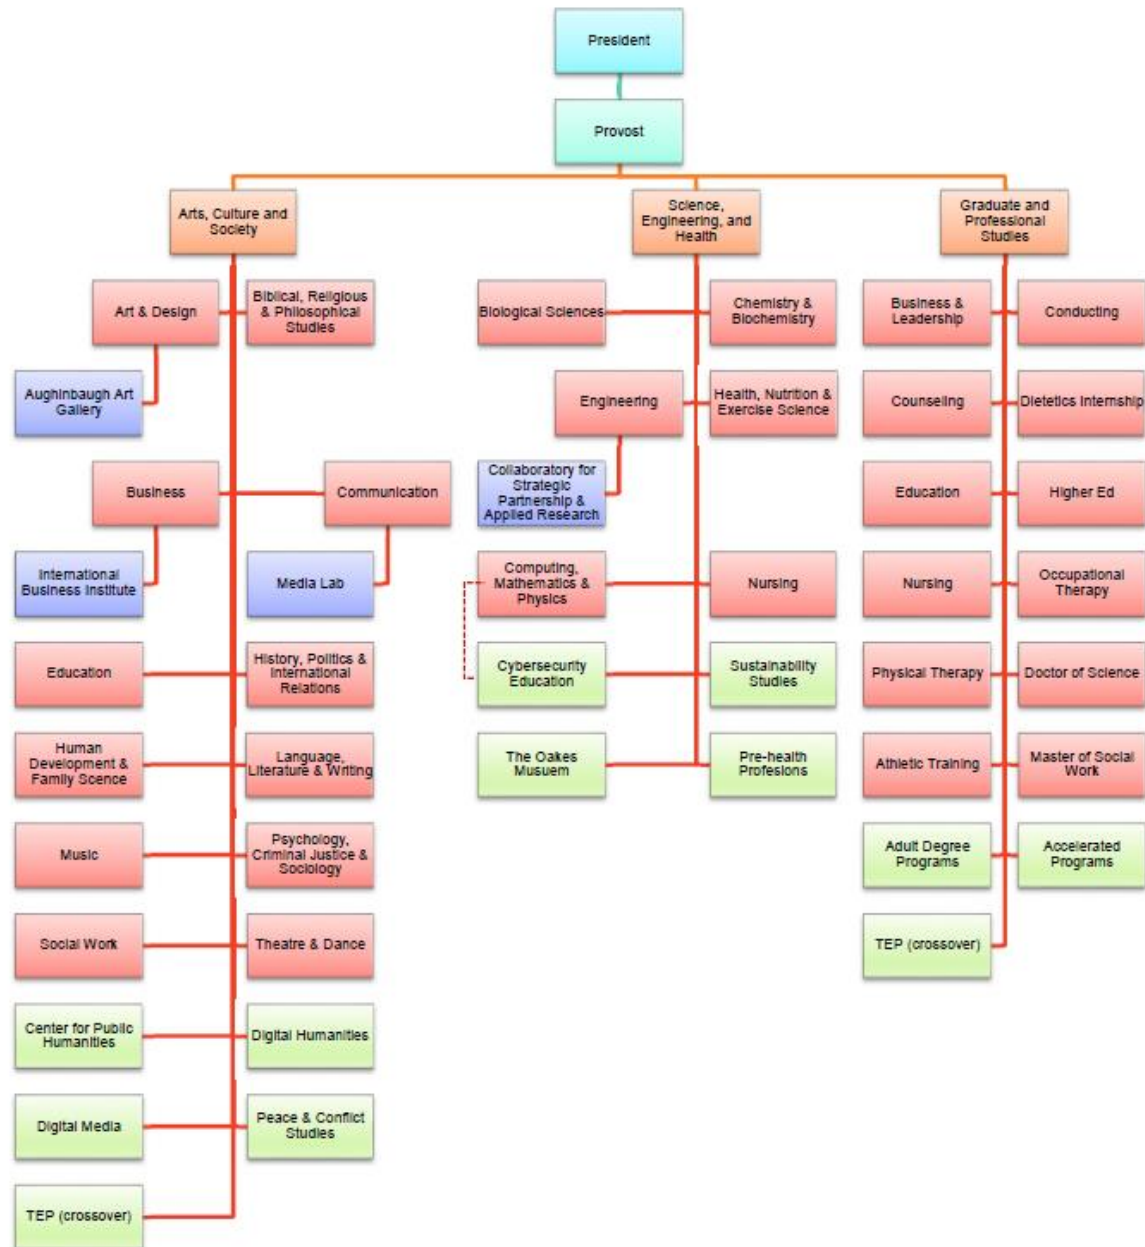 President
Provost
Arts, Culture and
Society
Science,
Engineering, and
Health
Graduate and
Professional
Studies
Art & Design
Biblical, Religious
& Philosophical
Studies
Biological Sciences
Chemistry &
Biochemistry
Business &
Leadership
Conducting
Aughinbaugh Art
Gallery
Engineering
Health, Nutrition &
Exercise Science
Counseling
Dietetics Internship
Business
Communication
Collaboratory for
Strategic
Partnership &
Applied Research
Education
Higher Ed
International
Business Institute
Media Lab
Computing,
Mathematics &
Physics
Nursing
Nursing
Occupational
Therapy
Education
History, Politics &
International
Relations
Cybersecurity
Education
Sustainability
Studies
Physical Therapy
Doctor of Science
Human
Development &
Family Scence
Language,
Literature & Writing
The Oakes
Musuem
Pre-health
Profesions
Athletic Training
Master of Social
Work
Music
Psychology,
Criminal Justice &
Sociology
Adult Degree
Programs
Accelerated
Programs
Social Work
Theatre & Dance
TEP (crossover)
Center for Public
Humanities
Digital Humanities
Digital Media
Peace & Conflict
Studies
TEP (crossover)